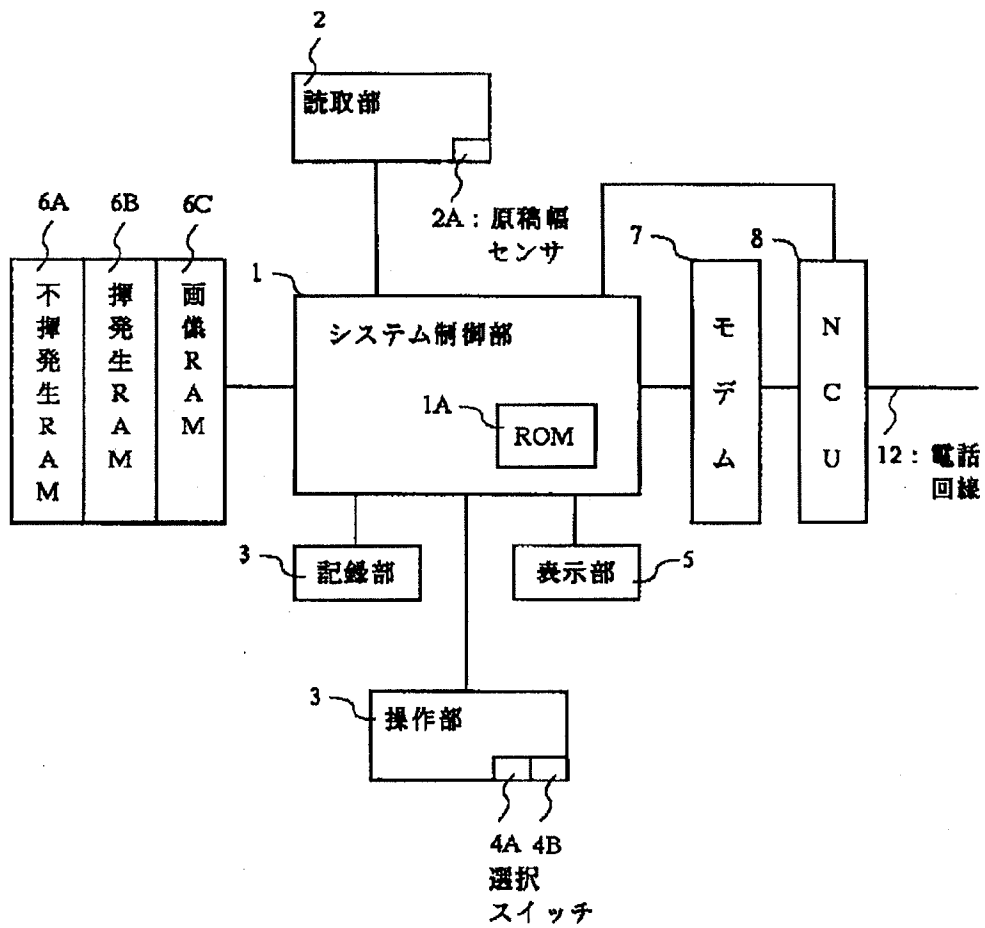 2
読取部
2A：原稿幅
センサ
6A
6B
6C
不揮発生RAM
揮発生RAM
画像RAM
1
システム制御部
1A
ROM
7
モデム
8
NCU
12：電話
回線
3
記録部
表示部
5
3
操作部
4A
4B
選択
スイッチ